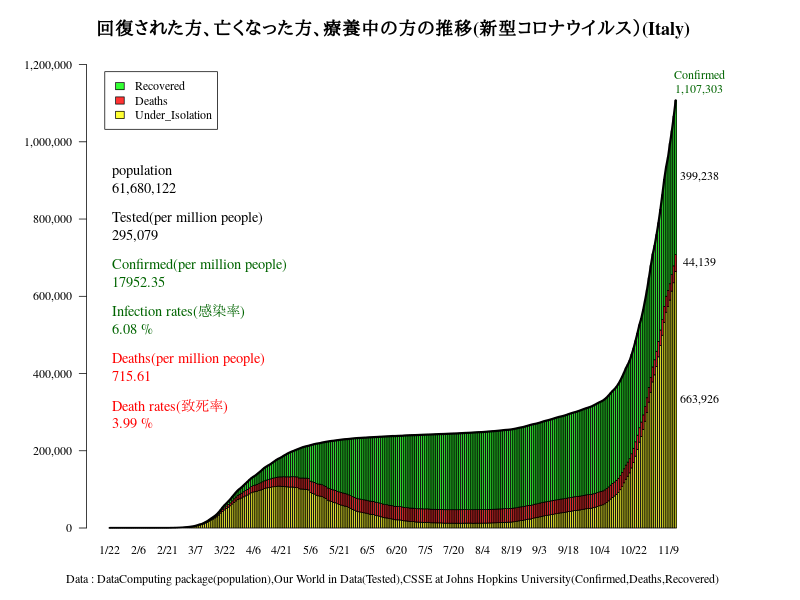 回復された方、亡くなった方、療養中の方の推移(新型コロナウイルス）(Italy)
1,200,000
1,000,000
800,000
600,000
400,000
200,000
0
Recovered
Deaths
Under_Isolation
population
61,680,122
Tested(per million people)
295,079
Confirmed(per million people)
17952.35
Infection rates(感染率)
6.08 %
Deaths(per million people)
715.61
Death rates(致死率)
3.99 %
Confirmed
1,107,303
399,238
44,139
663,926
1/22 2/6 2/21 3/7 3/22 4/6 4/21 5/6 5/21 6/5 6/20 7/5 7/20 8/4 8/19 9/3 9/18 10/4 10/22 11/9
Data : DataComputing package(population),Our World in Data(Tested),CSSE at Johns Hopkins University(Confirmed,Deaths,Recovered)